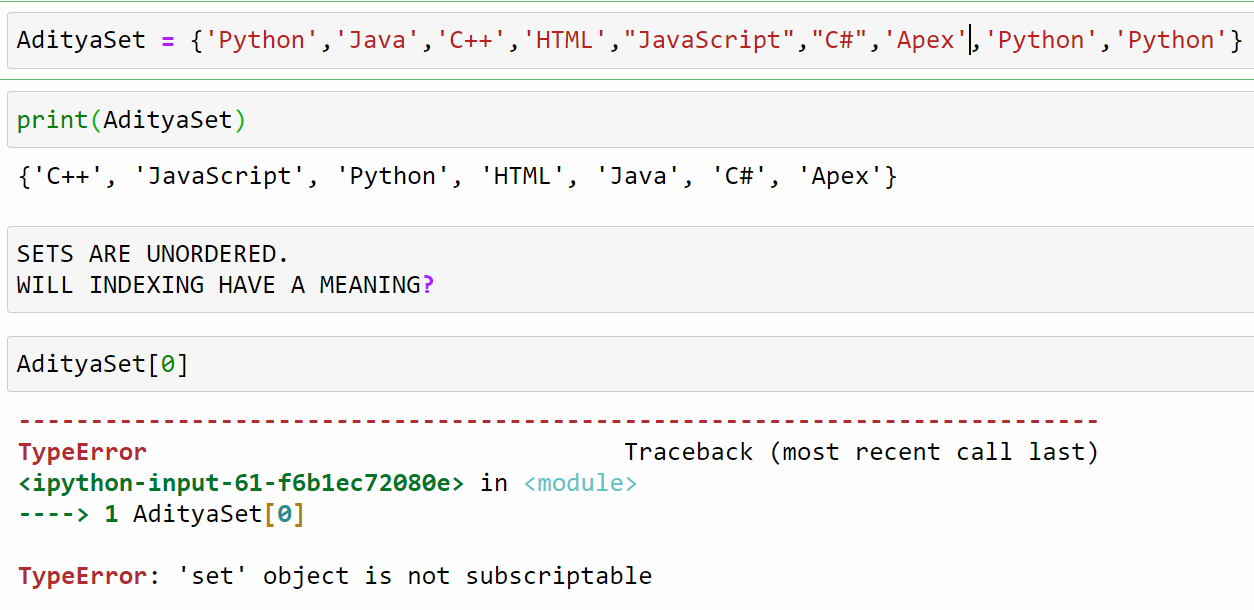 AdityaSet = {'Python','Java','C++','HTML',"JavaScript","C#",'Apex','Python','Python'}
print(AdityaSet)
{'C++', 'JavaScript', 'Python', 'HTML', 'Java', 'C#', 'Apex'}
SETS ARE UNORDERED.
WILL INDEXING HAVE A MEANING?
AdityaSet[0]
---------------------------------------------------------------------------
TypeError                                 Traceback (most recent call last)
<ipython-input-61-f6b1ec72080e> in <module>
----> 1 AdityaSet[0]
TypeError: 'set' object is not subscriptable